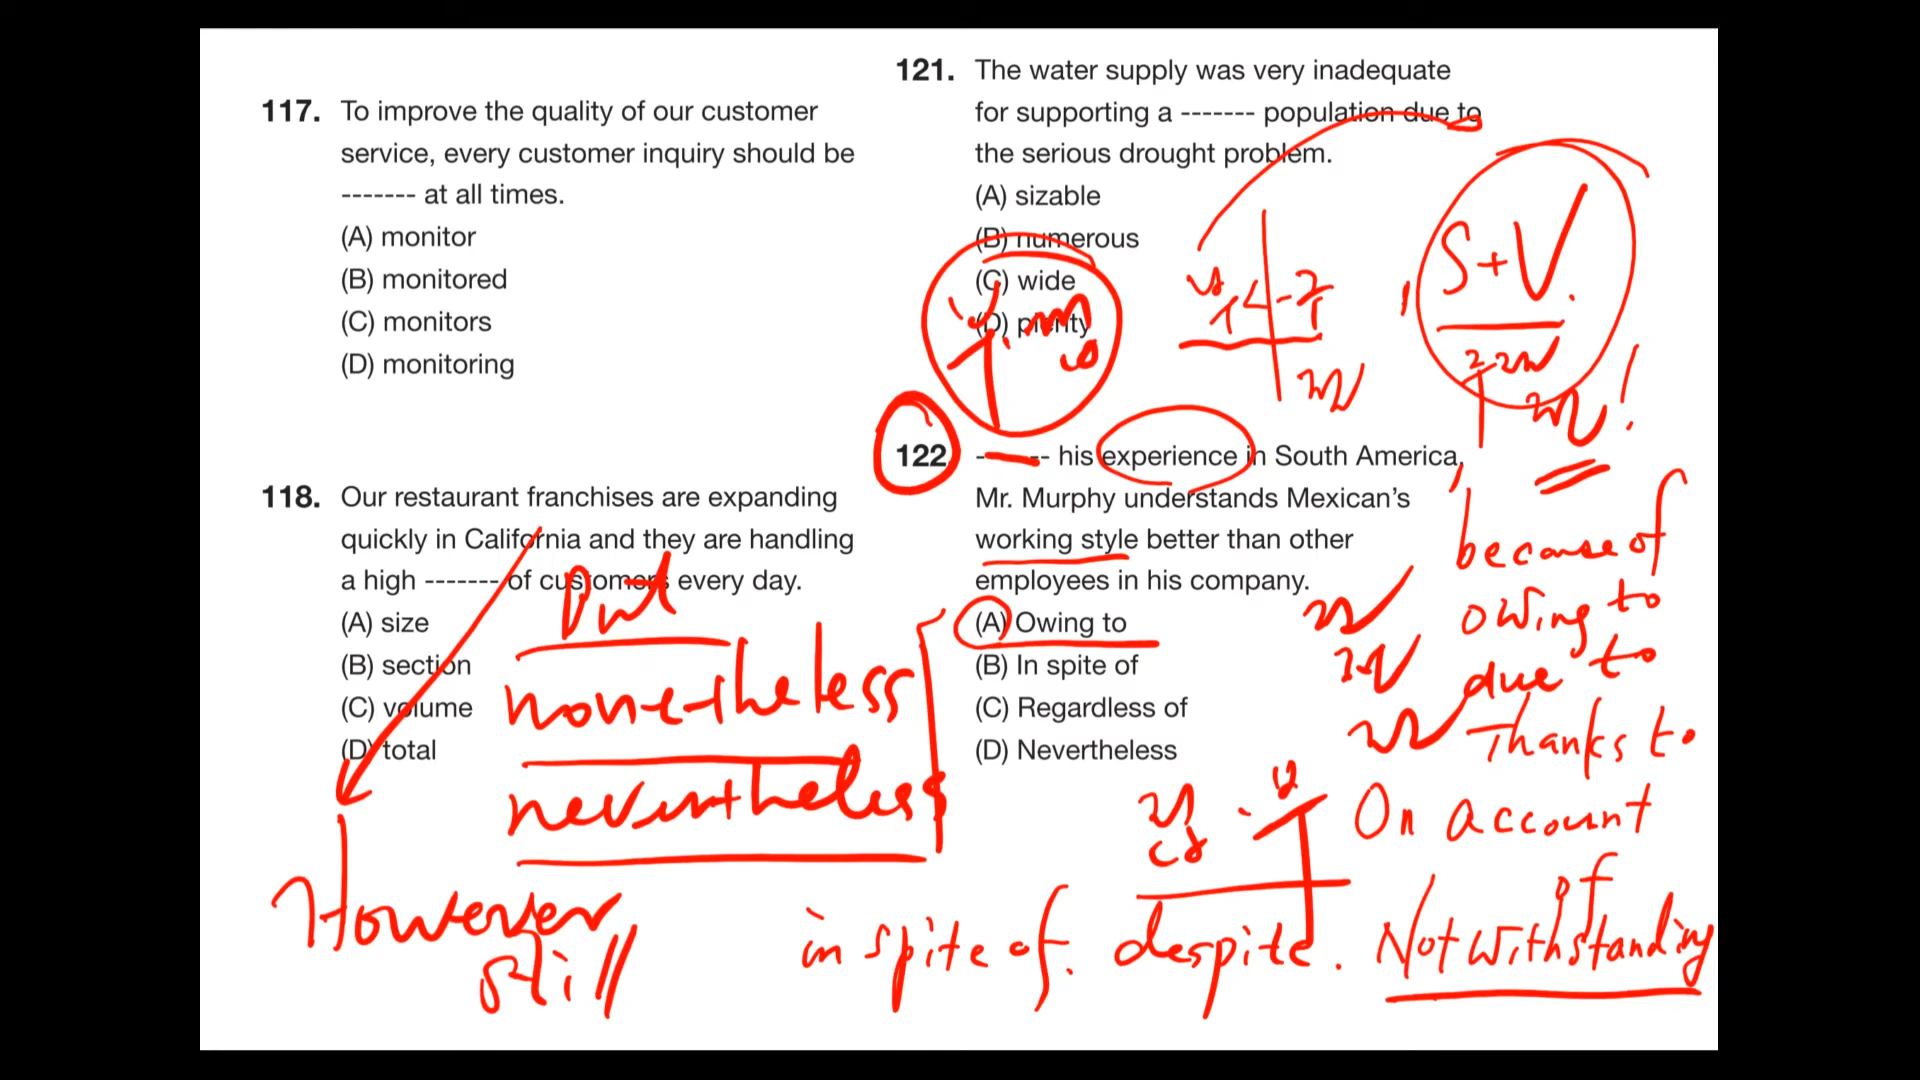 117. To improve the quality of our customer
service, every customer inquiry should be
------- at all times.
(A) monitor
(B) monitored
(C) monitors
(D) monitoring
118. Our restaurant franchises are expanding
quickly in California and they are handling
a high ------- of customers every day.
(A) size
(B) section
(C) volume
(D) total
But
nonetheless
nevertheless
However
still
121. The water supply was very inadequate
for supporting a ------- population due to
the serious drought problem.
(A) sizable
(B) numerous
(C) wide
(D) plenty
S+V.
122 ------- his experience in South America,
Mr. Murphy understands Mexican's
working style better than other
employees in his company.
(A) Owing to
(B) In spite of
(C) Regardless of
(D) Nevertheless
because of
owing to
due to
Thanks to
On account
of
in spite of. despite. Notwithstanding